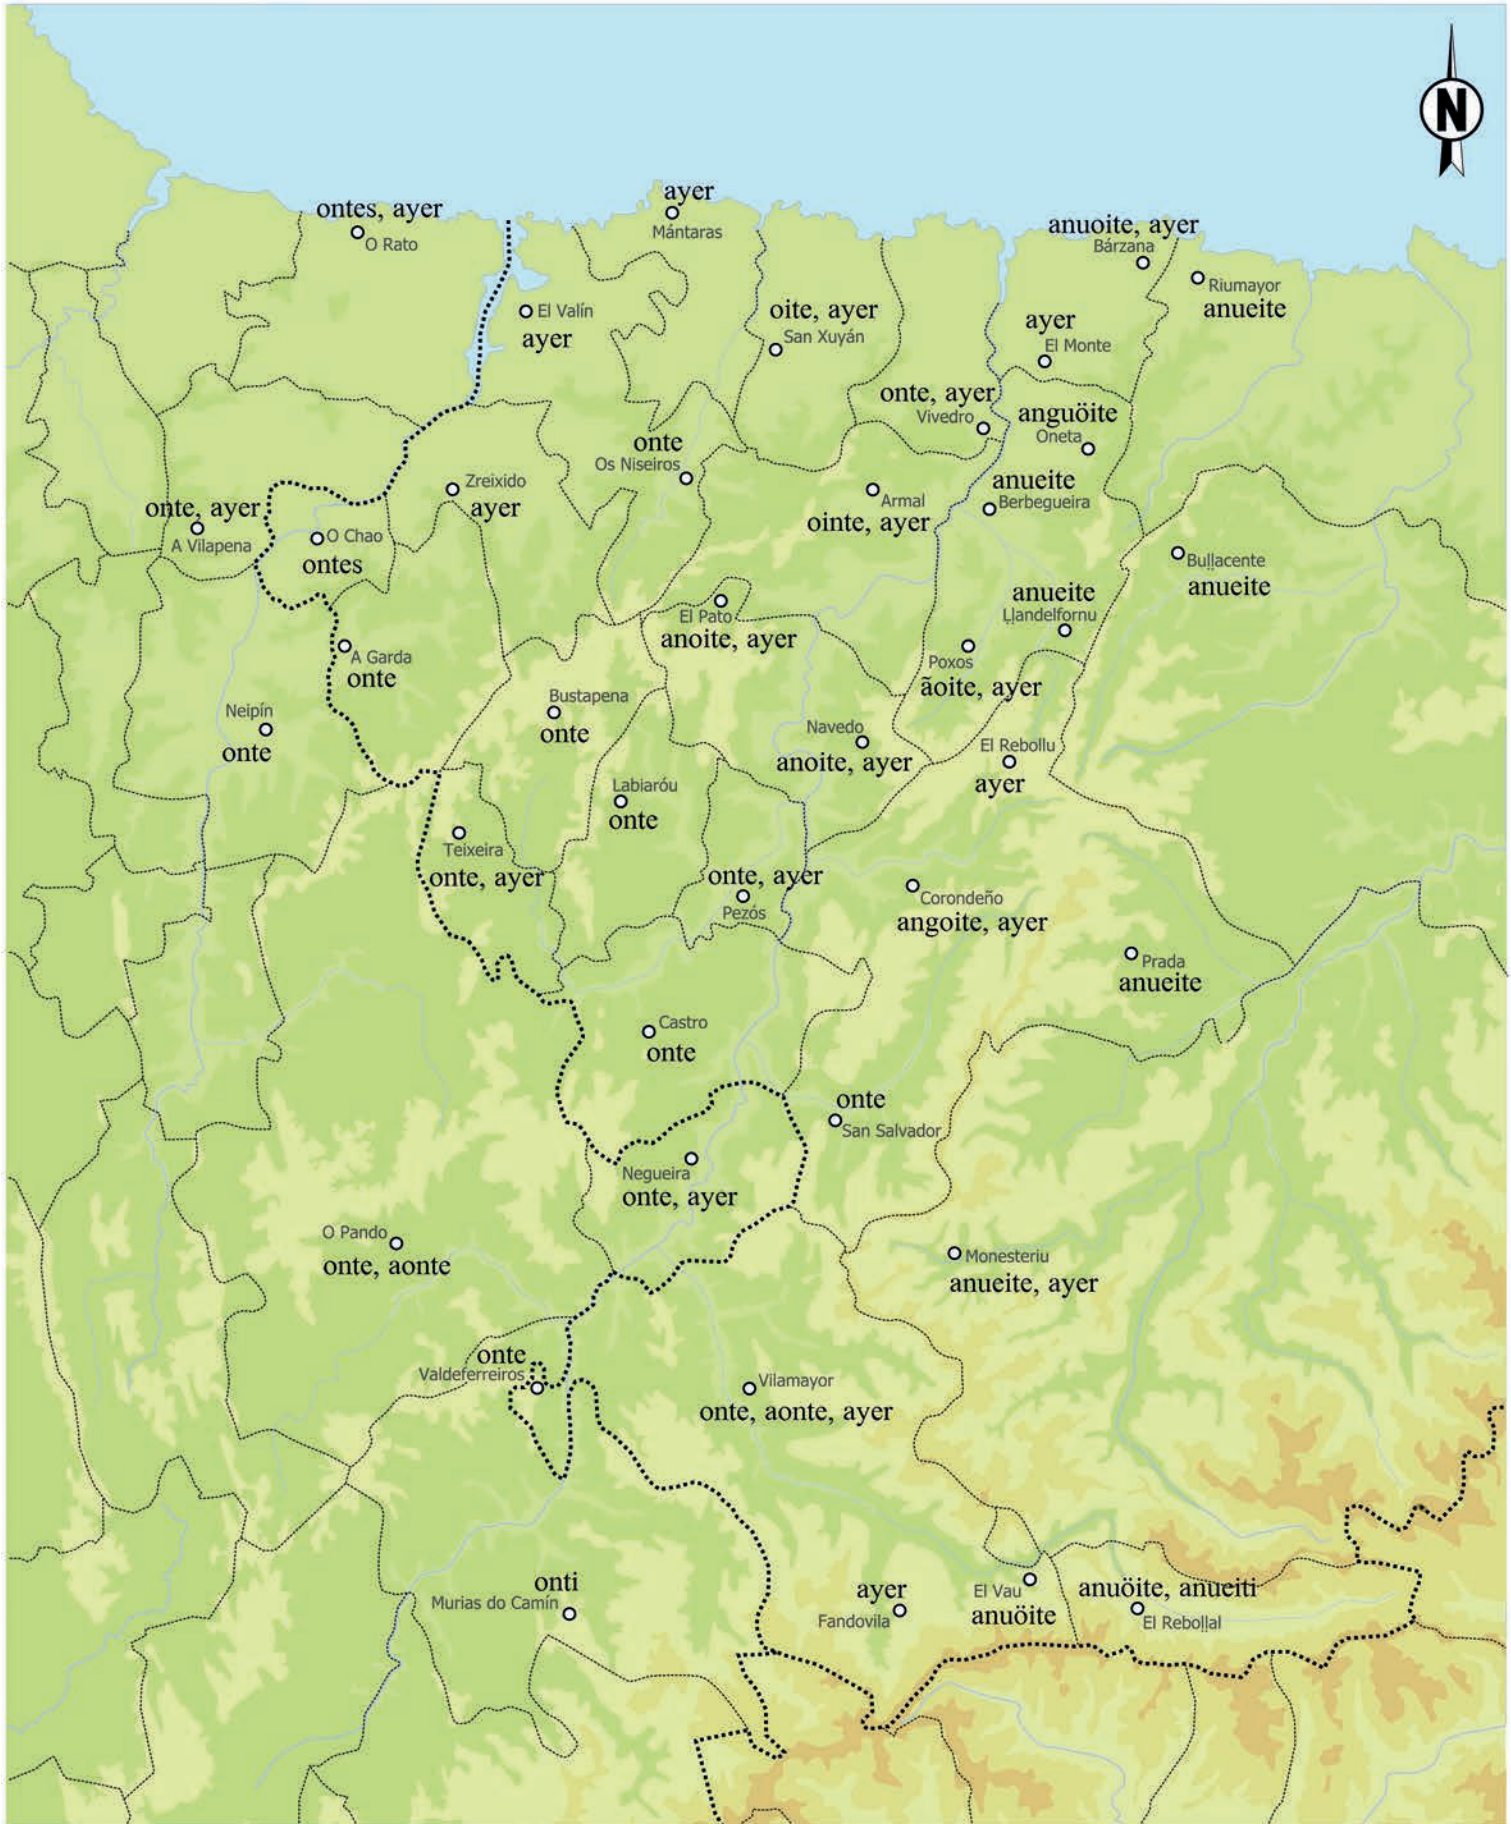 N
ayer
Mántaras
ontes, ayer
O Rato
anuoite, ayer
Bárzana
Riumayor
anueite
El Valín
ayer
oite, ayer
San Xuyán
ayer
El Monte
onte, ayer
Vivedro
anguöite
Oneta
onte
Os Niseiros
Zreixido
ayer
anueite
Berbegueira
Armal
ointe, ayer
onte, ayer
A Vilapena
O Chao
ontes
Buḷḷacente
anueite
anueite
Ḷḷandelfornu
El Pato
anoite, ayer
A Garda
onte
Poxos
ãoite, ayer
Bustapena
onte
Neipín
onte
Navedo
anoite, ayer
El Rebollu
ayer
Labiaróu
onte
Teixeira
onte, ayer
onte, ayer
Pezós
Corondeño
angoite, ayer
Prada
anueite
Castro
onte
onte
San Salvador
Negueira
onte, ayer
O Pando
onte, aonte
Monesteriu
anueite, ayer
onte
Valdeferreiros
Vilamayor
onte, aonte, ayer
onti
Murias do Camín
ayer
Fandovila
El Vau
anuöite
anuöite, anueiti
El Reboḷḷal